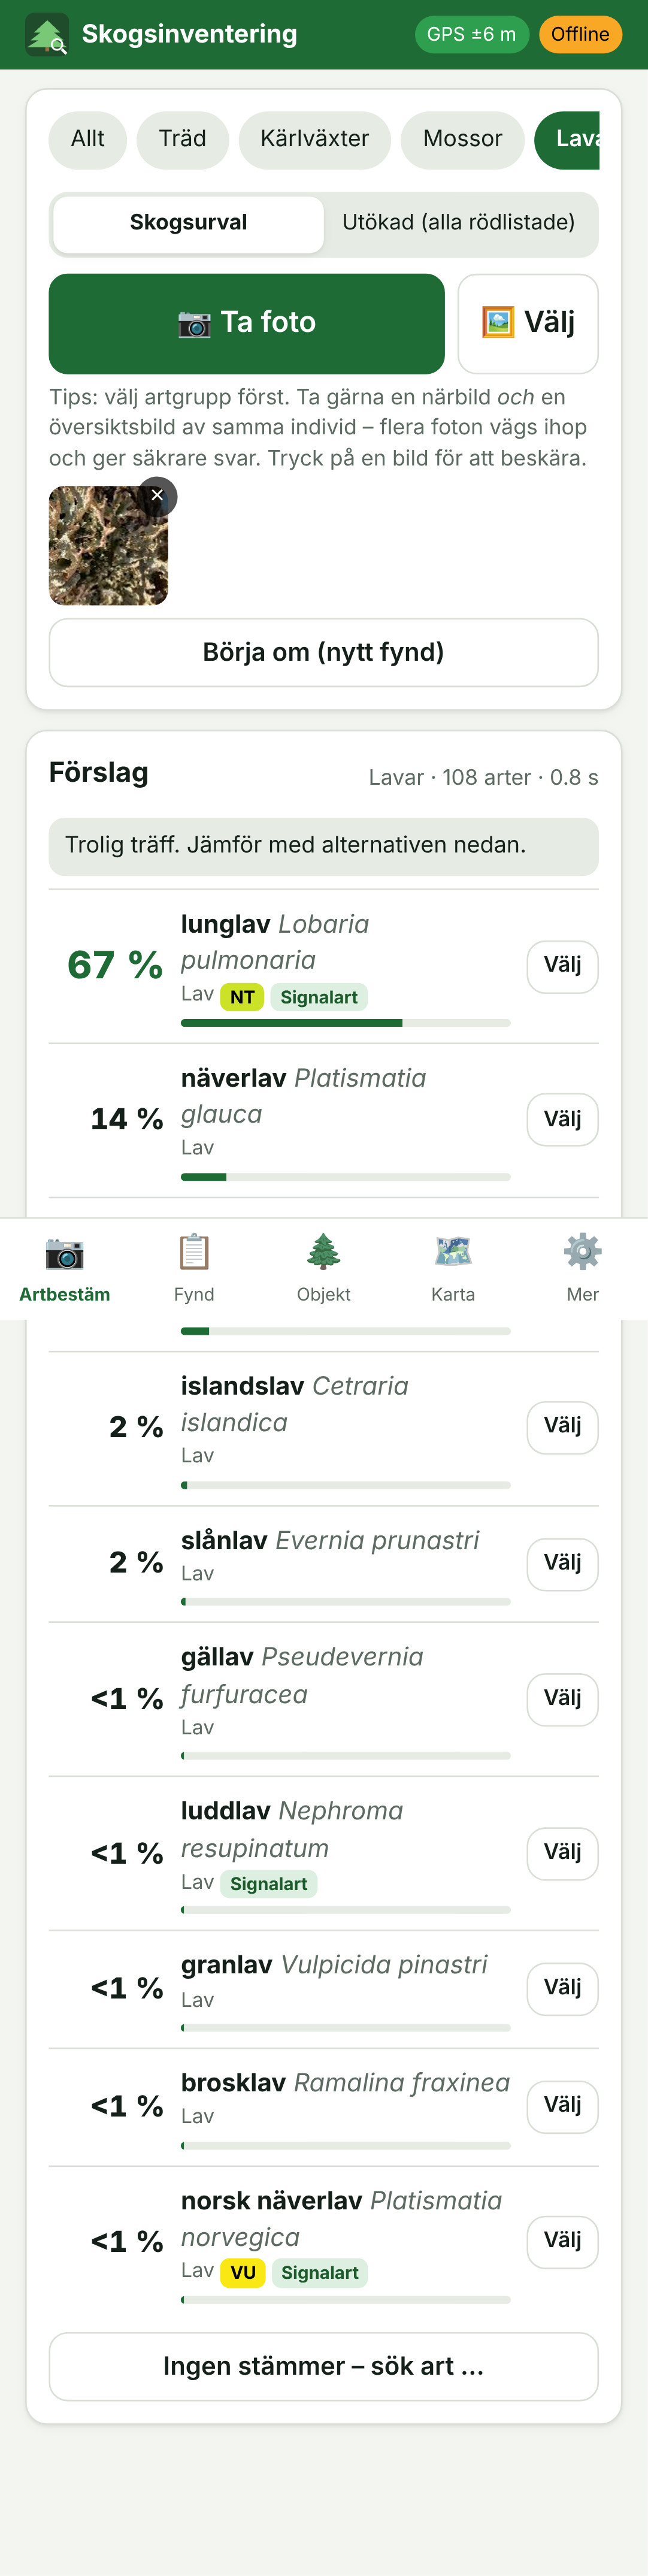 Skogsinventering
GPS ±6 m
Offline
Allt
Träd
Kärlväxter
Mossor
Lava
Skogsurval
Utökad (alla rödlistade)
📷 Ta foto
🖼️ Välj
Tips: välj artgrupp först. Ta gärna en närbild och en
översiktsbild av samma individ – flera foton vägs ihop
och ger säkrare svar. Tryck på en bild för att beskära.
×
Börja om (nytt fynd)
Förslag
Lavar · 108 arter · 0.8 s
Trolig träff. Jämför med alternativen nedan.
67 %
lunglav Lobaria
pulmonaria
Lav NT Signalart
Välj
14 %
näverlav Platismatia
glauca
Lav
Välj
Artbestäm
Fynd
Objekt
Karta
Mer
2 %
islandslav Cetraria
islandica
Lav
Välj
2 %
slånlav Evernia prunastri
Lav
Välj
<1 %
gällav Pseudevernia
furfuracea
Lav
Välj
<1 %
luddlav Nephroma
resupinatum
Lav Signalart
Välj
<1 %
granlav Vulpicida pinastri
Lav
Välj
<1 %
brosklav Ramalina fraxinea
Lav
Välj
<1 %
norsk näverlav Platismatia
norvegica
Lav VU Signalart
Välj
Ingen stämmer – sök art ...